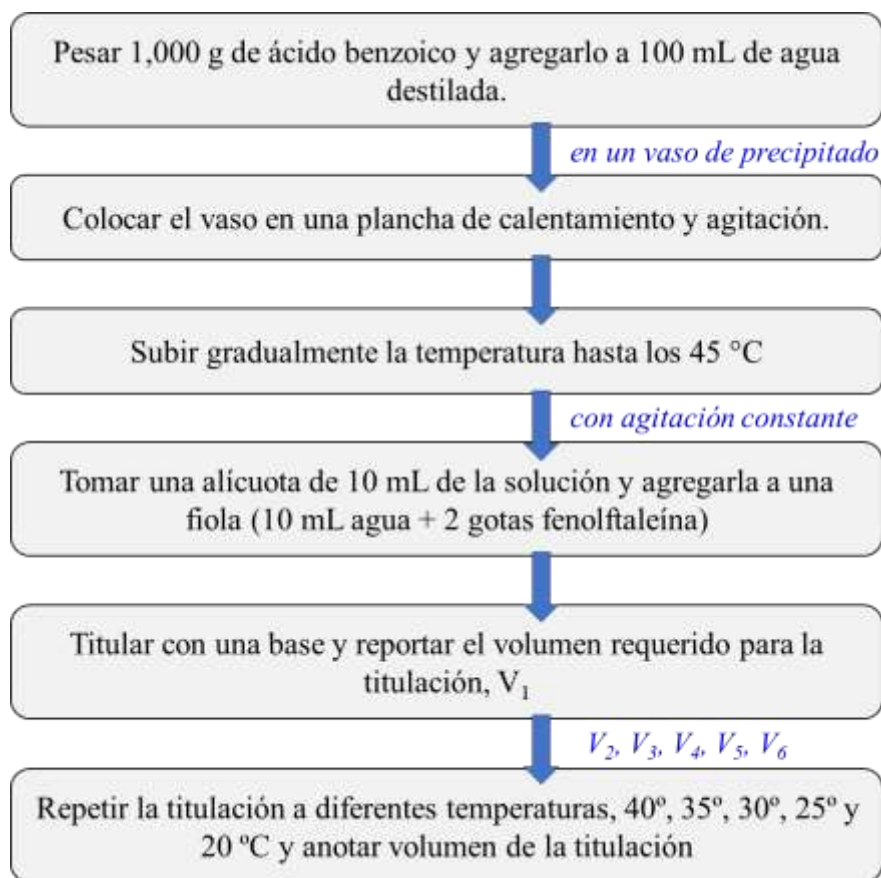 Pesar 1,000 g de ácido benzoico y agregarlo a 100 mL de agua
destilada.
en un vaso de precipitado
Colocar el vaso en una plancha de calentamiento y agitación.
Subir gradualmente la temperatura hasta los 45 °C
con agitación constante
Tomar una alícuota de 10 mL de la solución y agregarla a una
fiola (10 mL agua + 2 gotas fenolftaleína)
Titular con una base y reportar el volumen requerido para la
titulación, V₁
V₂, V₃, V₄, V₅, V₆
Repetir la titulación a diferentes temperaturas, 40º, 35º, 30º, 25º y
20 ºC y anotar volumen de la titulación